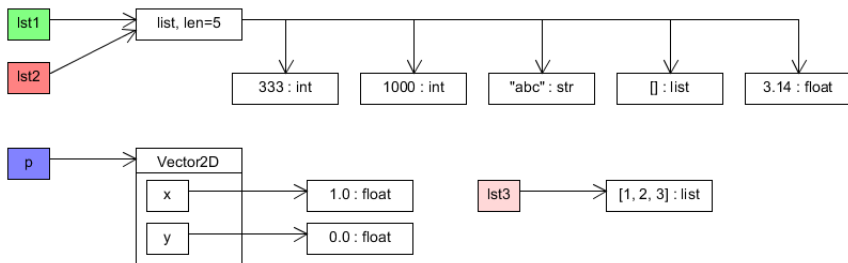 lst1
list, len=5
lst2
333 : int
1000 : int
"abc" : str
[] : list
3.14 : float
p
Vector2D
x
1.0 : float
lst3
[1, 2, 3] : list
y
0.0 : float